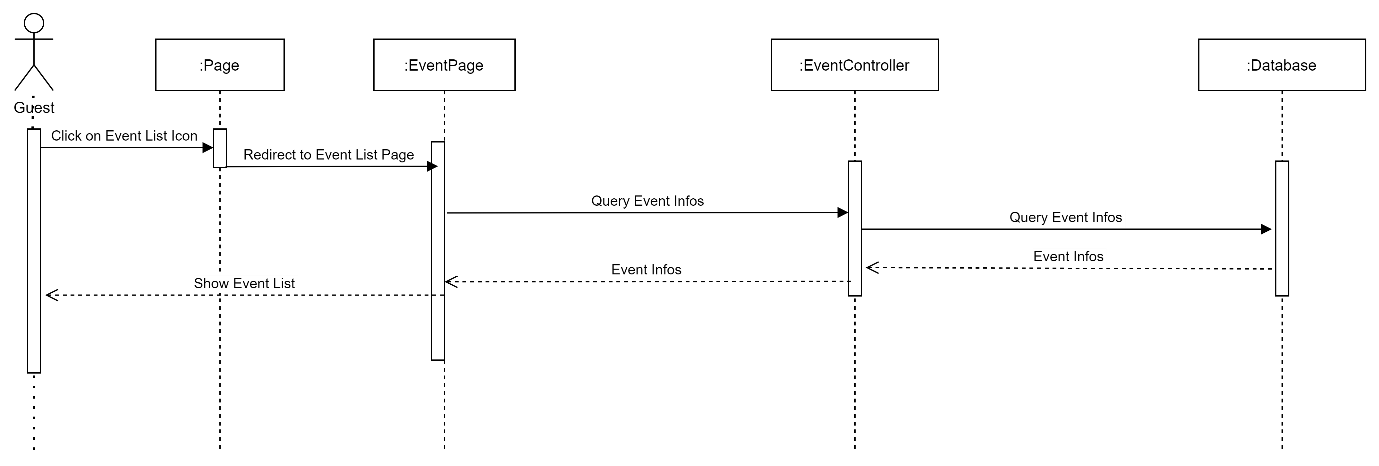 :Page
:EventPage
:EventController
:Database
Guest
Click on Event List Icon
Redirect to Event List Page
Query Event Infos
Query Event Infos
Event Infos
Event Infos
Show Event List